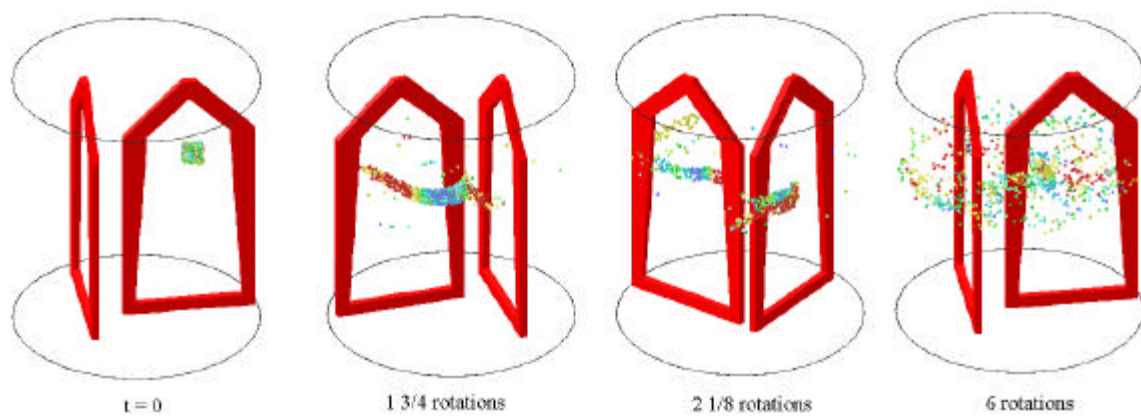 t = 0
1 3/4 rotations
2 1/8 rotations
6 rotations